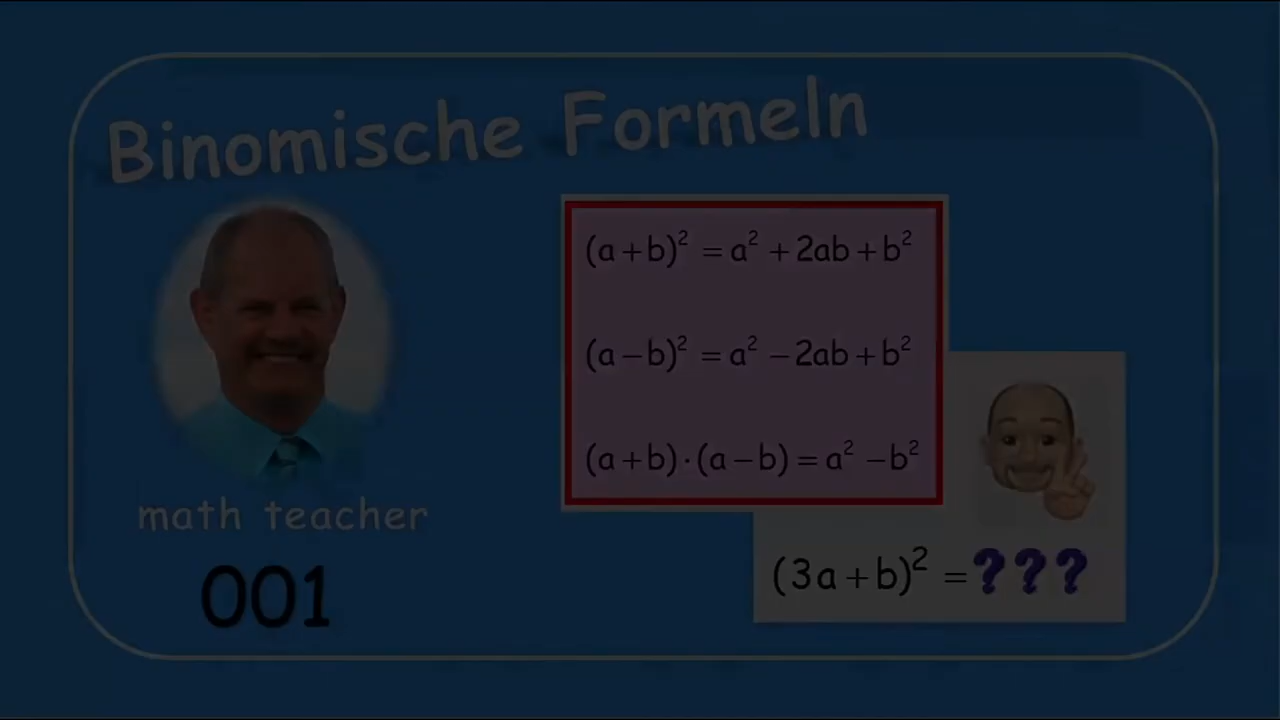 Binomische Formeln
(a+b)² = a² + 2ab + b²
(a−b)² = a² − 2ab + b²
(a+b)·(a−b) = a² − b²
math teacher
001
(3a+b)² = ???